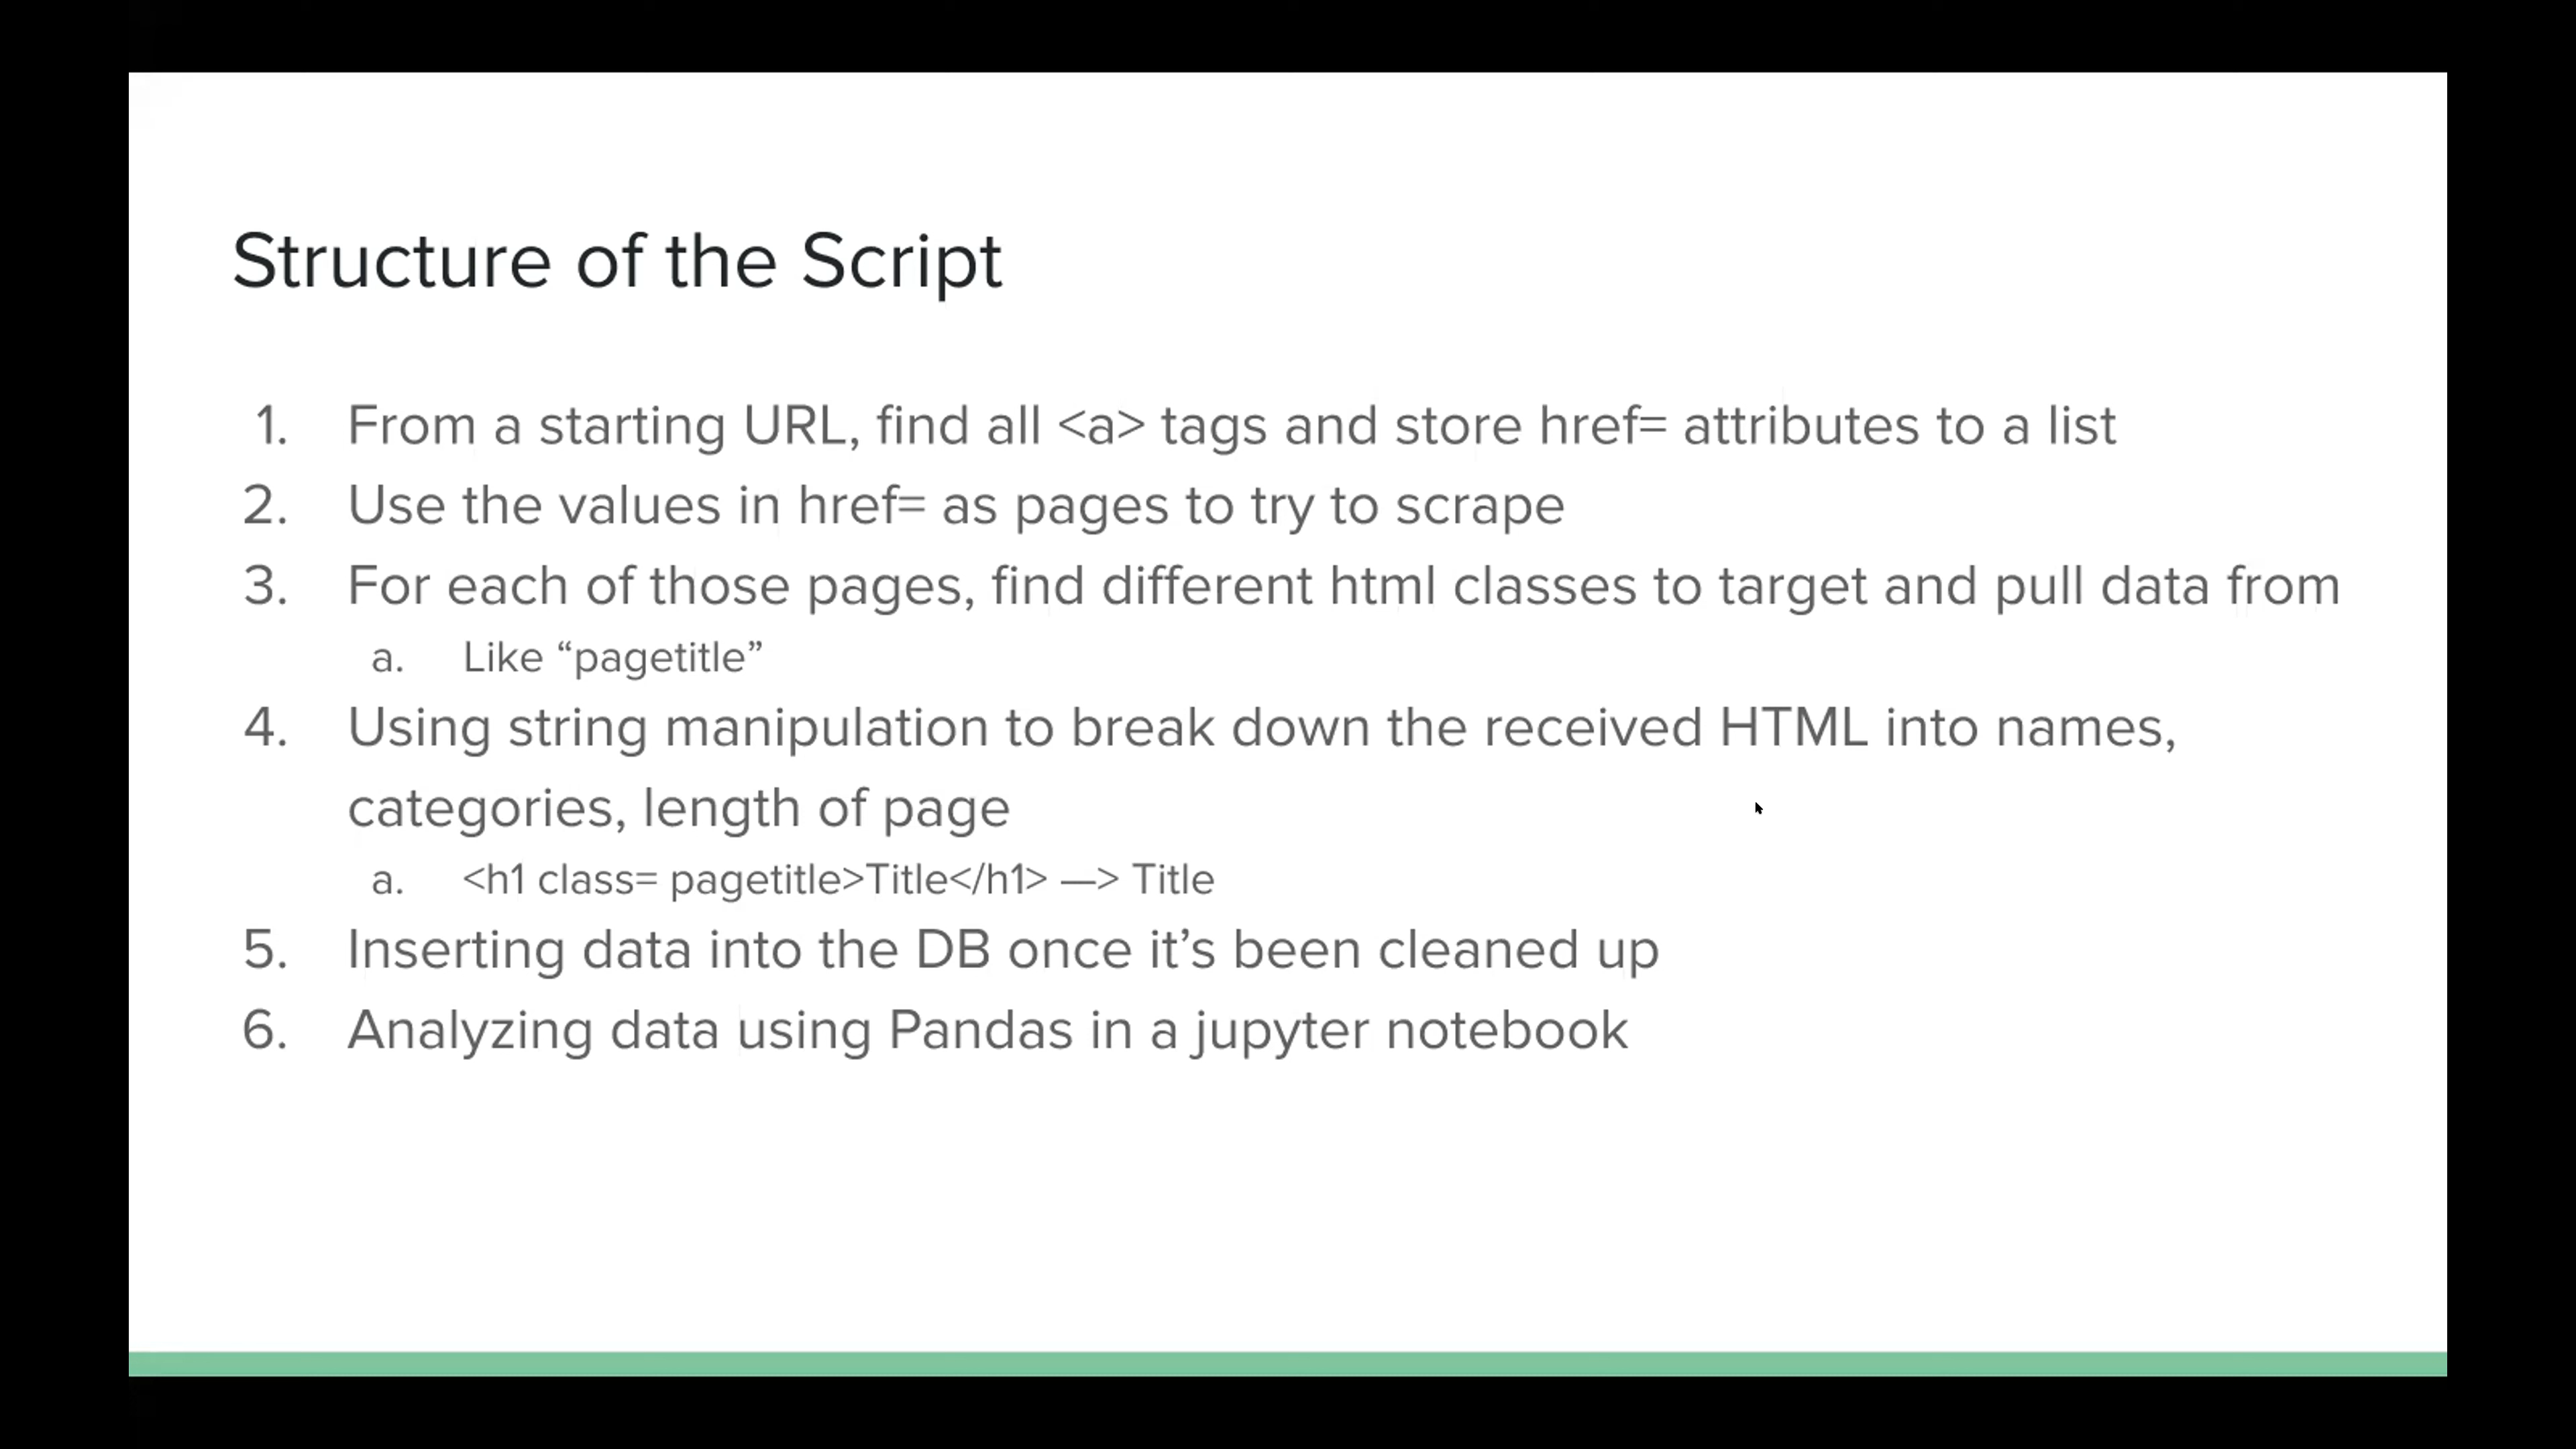 Structure of the Script
1. From a starting URL, find all <a> tags and store href= attributes to a list
2. Use the values in href= as pages to try to scrape
3. For each of those pages, find different html classes to target and pull data from
a. Like “pagetitle”
4. Using string manipulation to break down the received HTML into names,
categories, length of page
a. <h1 class= pagetitle>Title</h1> —> Title
5. Inserting data into the DB once it’s been cleaned up
6. Analyzing data using Pandas in a jupyter notebook